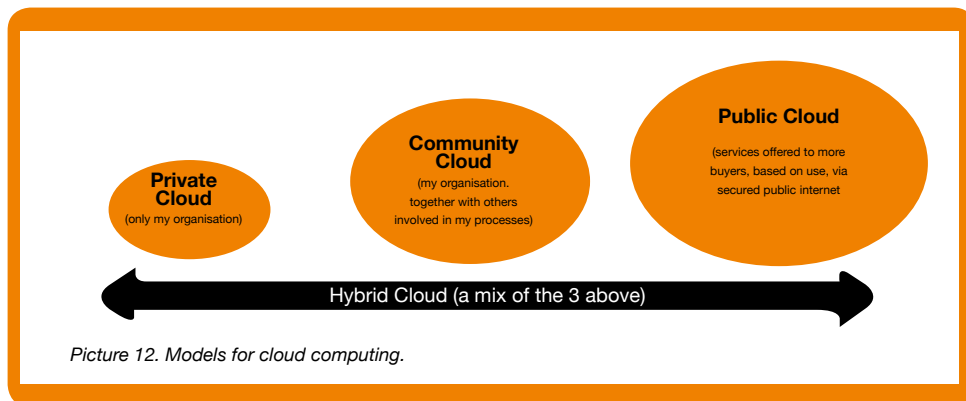 Private
Cloud
(only my organisation)
Community
Cloud
(my organisation.
together with others
involved in my processes)
Public Cloud
(services offered to more
buyers, based on use, via
secured public internet
Hybrid Cloud (a mix of the 3 above)
Picture 12. Models for cloud computing.